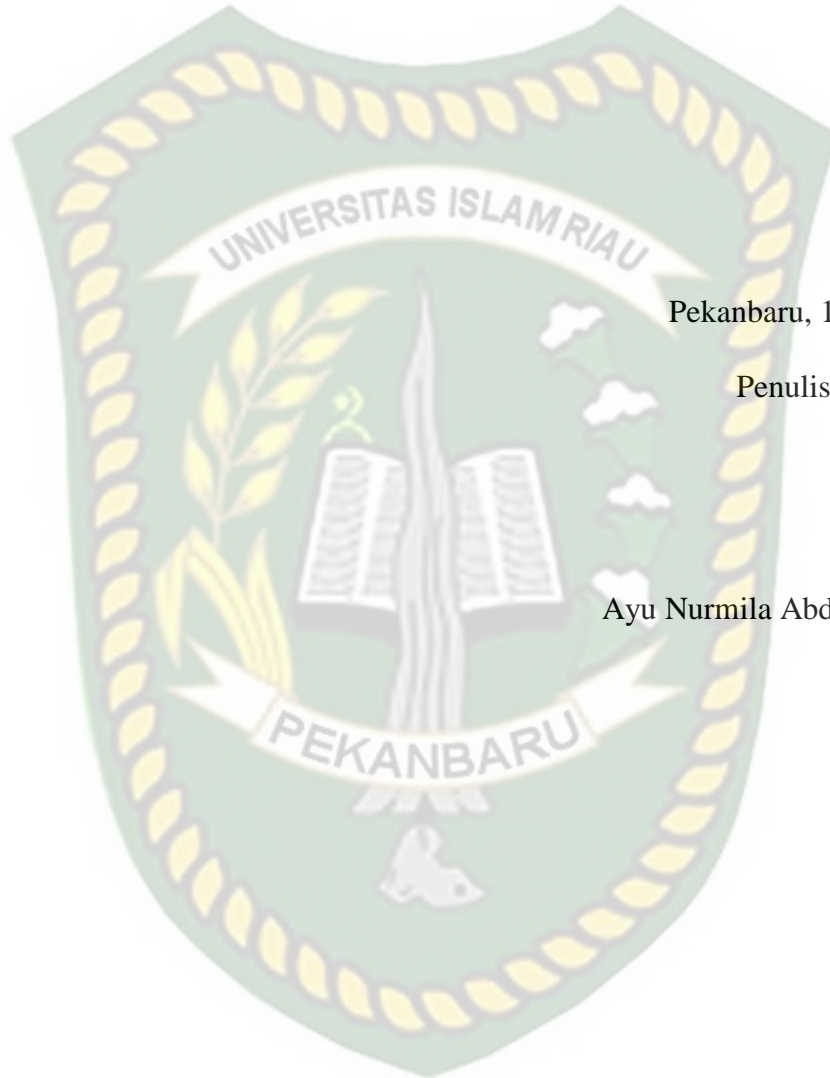 UNIVERSITAS ISLAM RIAU
Pekanbaru, 1
Penulis
Ayu Nurmila Abd
PEKANBARU